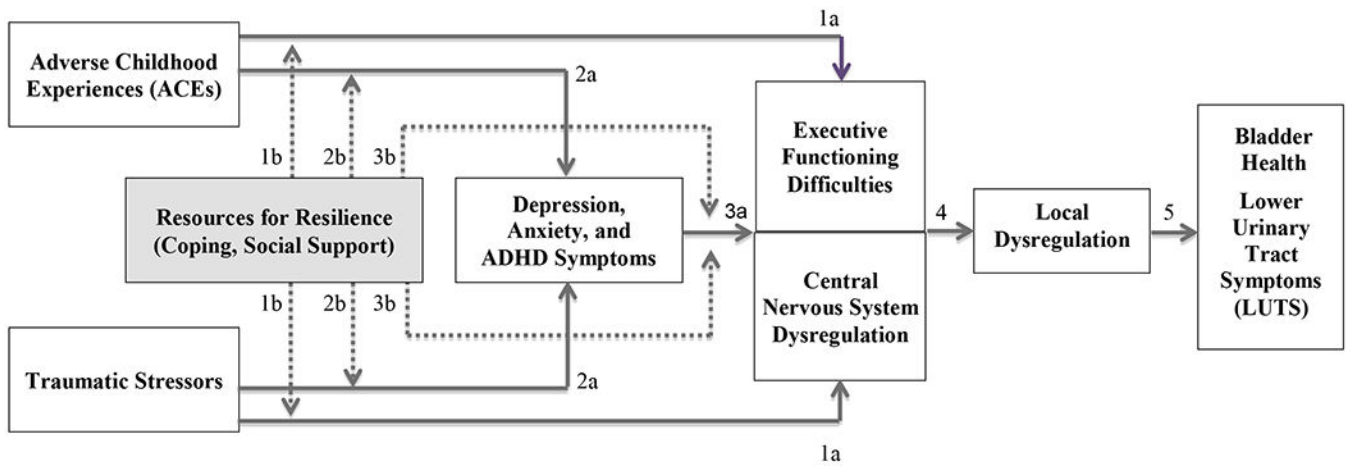 1a
Adverse Childhood
Experiences (ACEs)
2a
1b
2b
3b
Executive
Functioning
Difficulties
Bladder
Health
Lower
Urinary
Tract
Symptoms
(LUTS)
Resources for Resilience
(Coping, Social Support)
Depression,
Anxiety, and
ADHD Symptoms
3a
4
Local
Dysregulation
5
Central
Nervous System
Dysregulation
1b
2b
3b
Traumatic Stressors
2a
1a